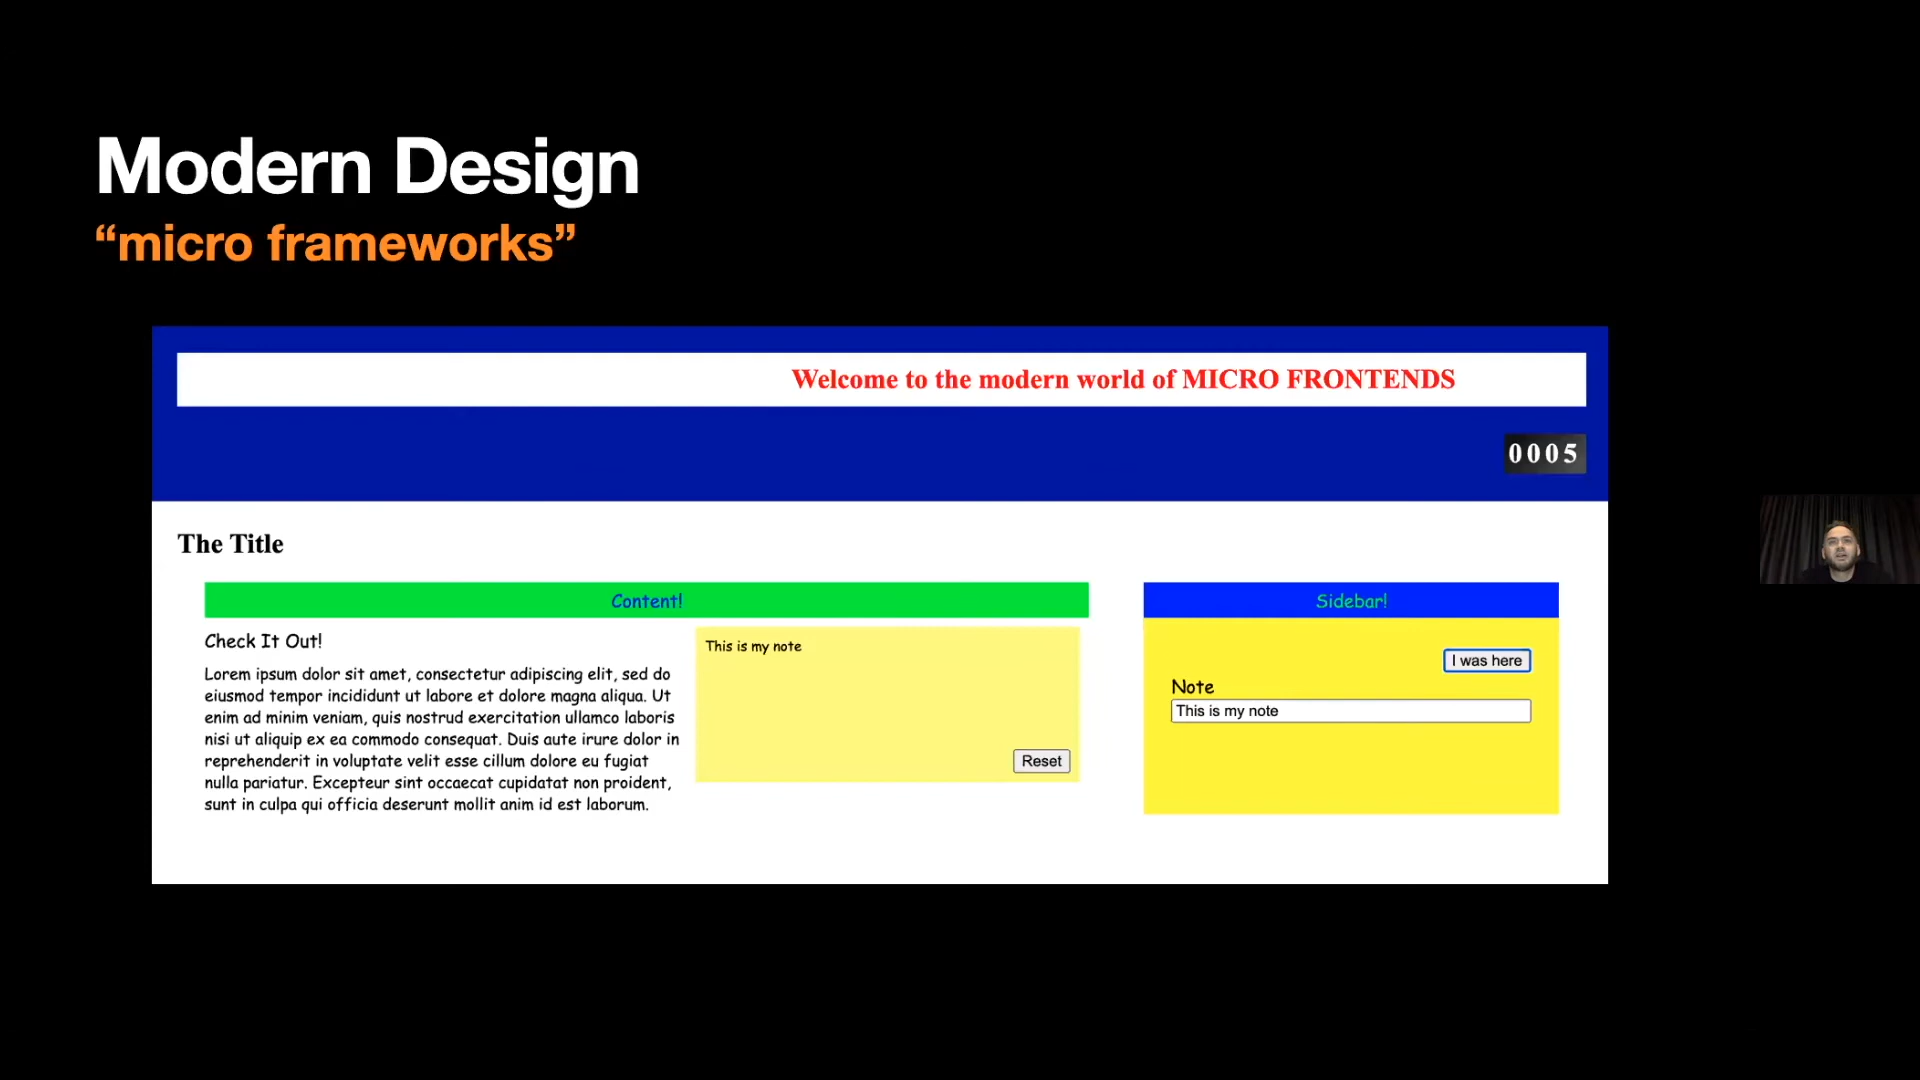 Modern Design
“micro frameworks”
Welcome to the modern world of MICRO FRONTENDS
0005
The Title
Content!
Check It Out!
Lorem ipsum dolor sit amet, consectetur adipiscing elit, sed do
eiusmod tempor incididunt ut labore et dolore magna aliqua. Ut
enim ad minim veniam, quis nostrud exercitation ullamco laboris
nisi ut aliquip ex ea commodo consequat. Duis aute irure dolor in
reprehenderit in voluptate velit esse cillum dolore eu fugiat
nulla pariatur. Excepteur sint occaecat cupidatat non proident,
sunt in culpa qui officia deserunt mollit anim id est laborum.
This is my note
Reset
Sidebar!
I was here
Note
This is my note